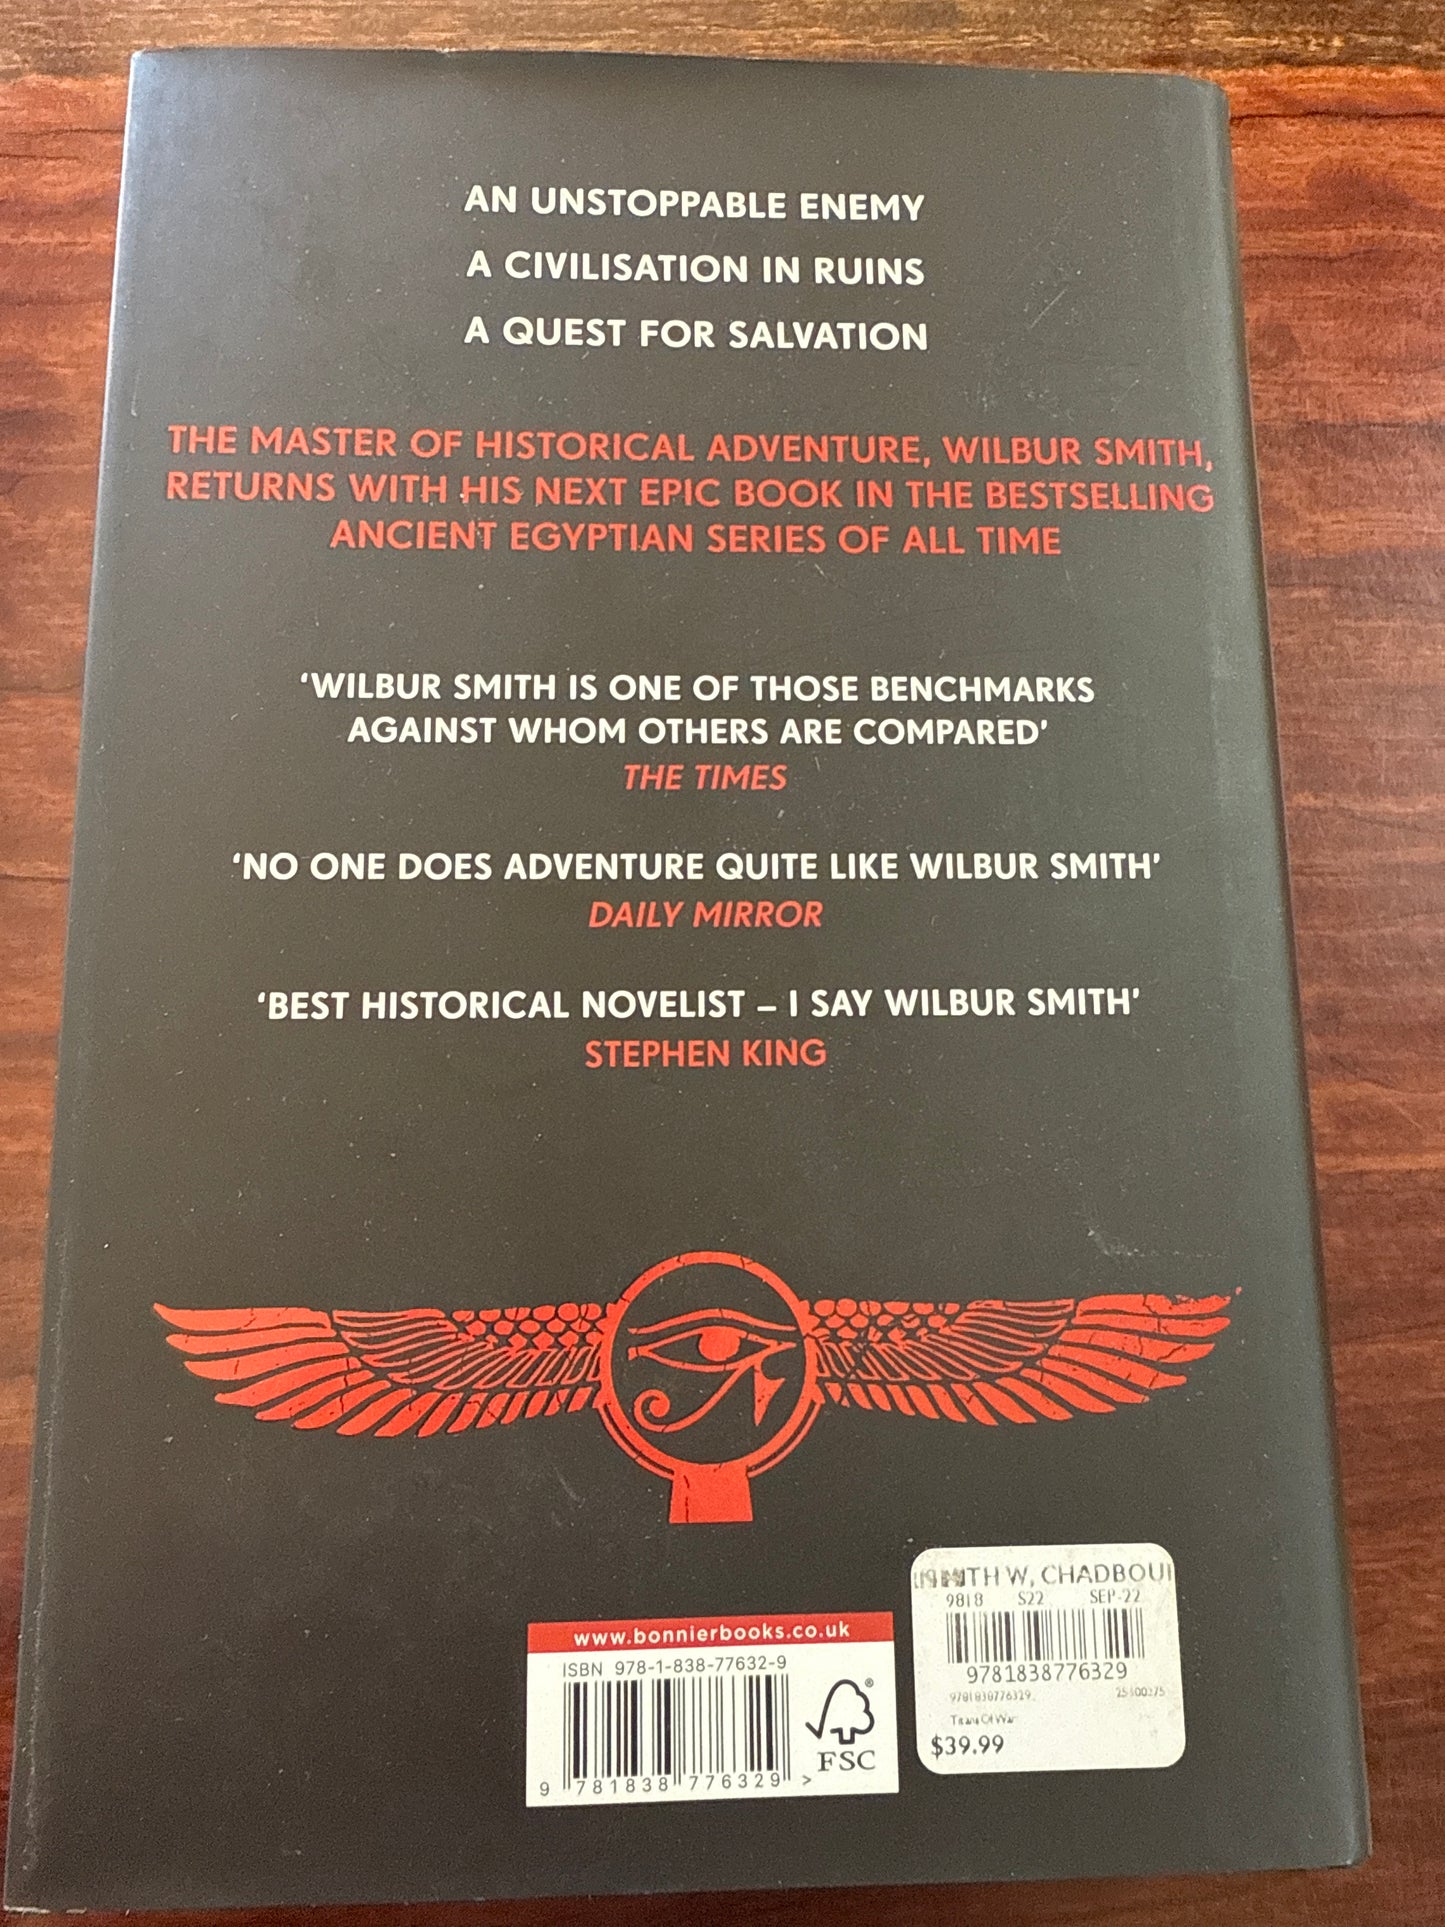 AN UNSTOPPABLE ENEMY
A CIVILISATION IN RUINS
A QUEST FOR SALVATION
THE MASTER OF HISTORICAL ADVENTURE, WILBUR SMITH,
RETURNS WITH HIS NEXT EPIC BOOK IN THE BESTSELLING
ANCIENT EGYPTIAN SERIES OF ALL TIME
‘WILBUR SMITH IS ONE OF THOSE BENCHMARKS
AGAINST WHOM OTHERS ARE COMPARED’
THE TIMES
‘NO ONE DOES ADVENTURE QUITE LIKE WILBUR SMITH’
DAILY MIRROR
‘BEST HISTORICAL NOVELIST – I SAY WILBUR SMITH’
STEPHEN KING
www.bonnierbooks.co.uk
ISBN 978-1-838-77632-9
9 781838 776329 >
® FSC
W, CHADBOU
9818 S22 SEP-22
9781838776329
9781838776329
Titans Of War
$39.99